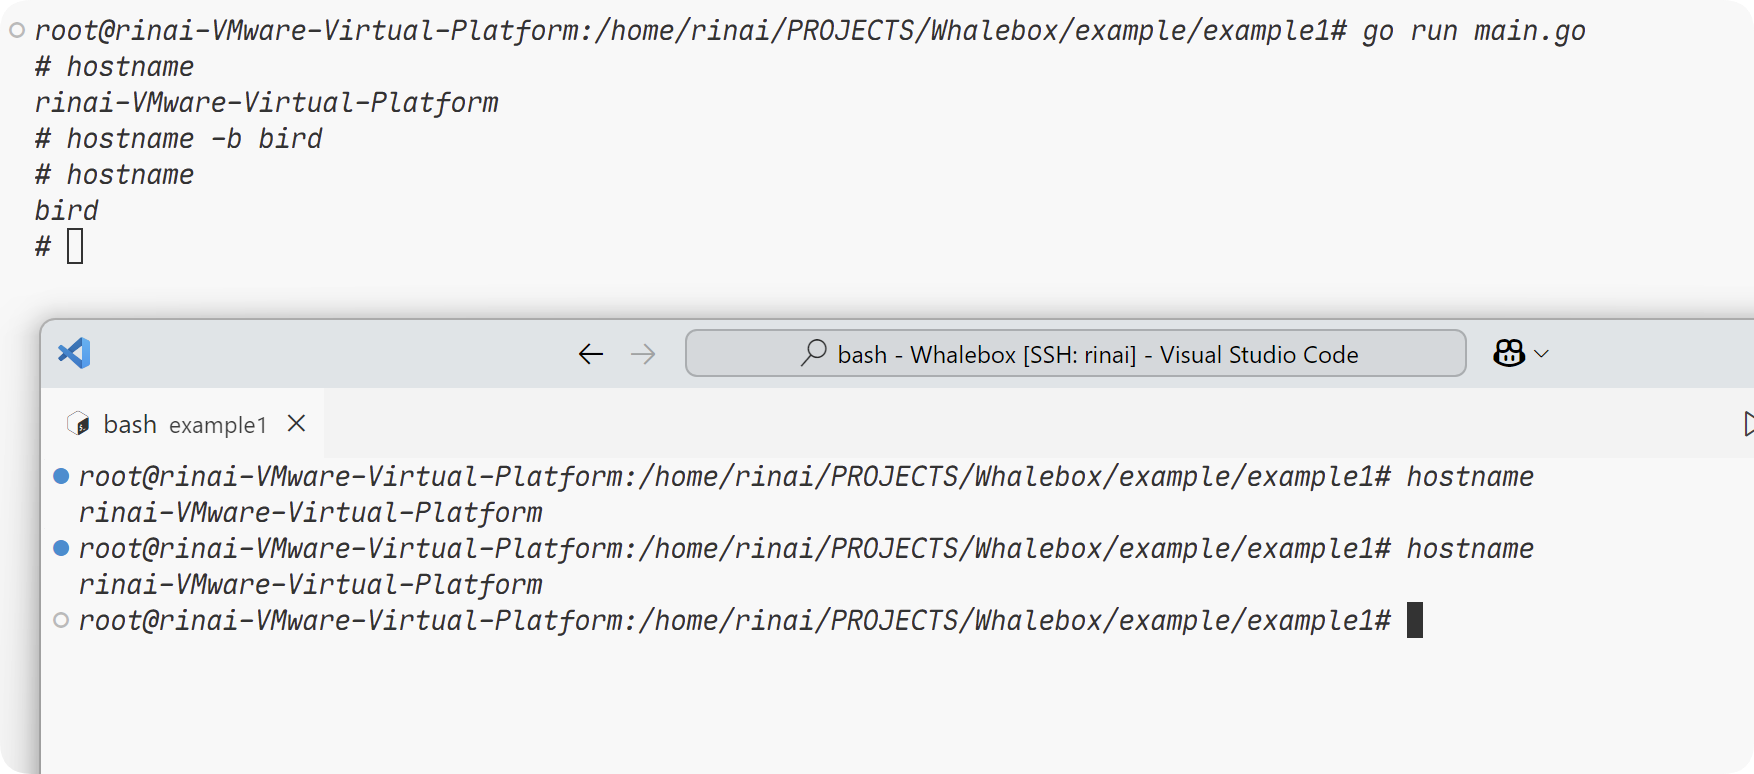 root@rinai-VMware-Virtual-Platform:/home/rinai/PROJECTS/Whalebox/example/example1# go run main.go
# hostname
rinai-VMware-Virtual-Platform
# hostname -b bird
# hostname
bird
#
bash - Whalebox [SSH: rinai] - Visual Studio Code
bash example1
root@rinai-VMware-Virtual-Platform:/home/rinai/PROJECTS/Whalebox/example/example1# hostname
rinai-VMware-Virtual-Platform
root@rinai-VMware-Virtual-Platform:/home/rinai/PROJECTS/Whalebox/example/example1# hostname
rinai-VMware-Virtual-Platform
root@rinai-VMware-Virtual-Platform:/home/rinai/PROJECTS/Whalebox/example/example1#